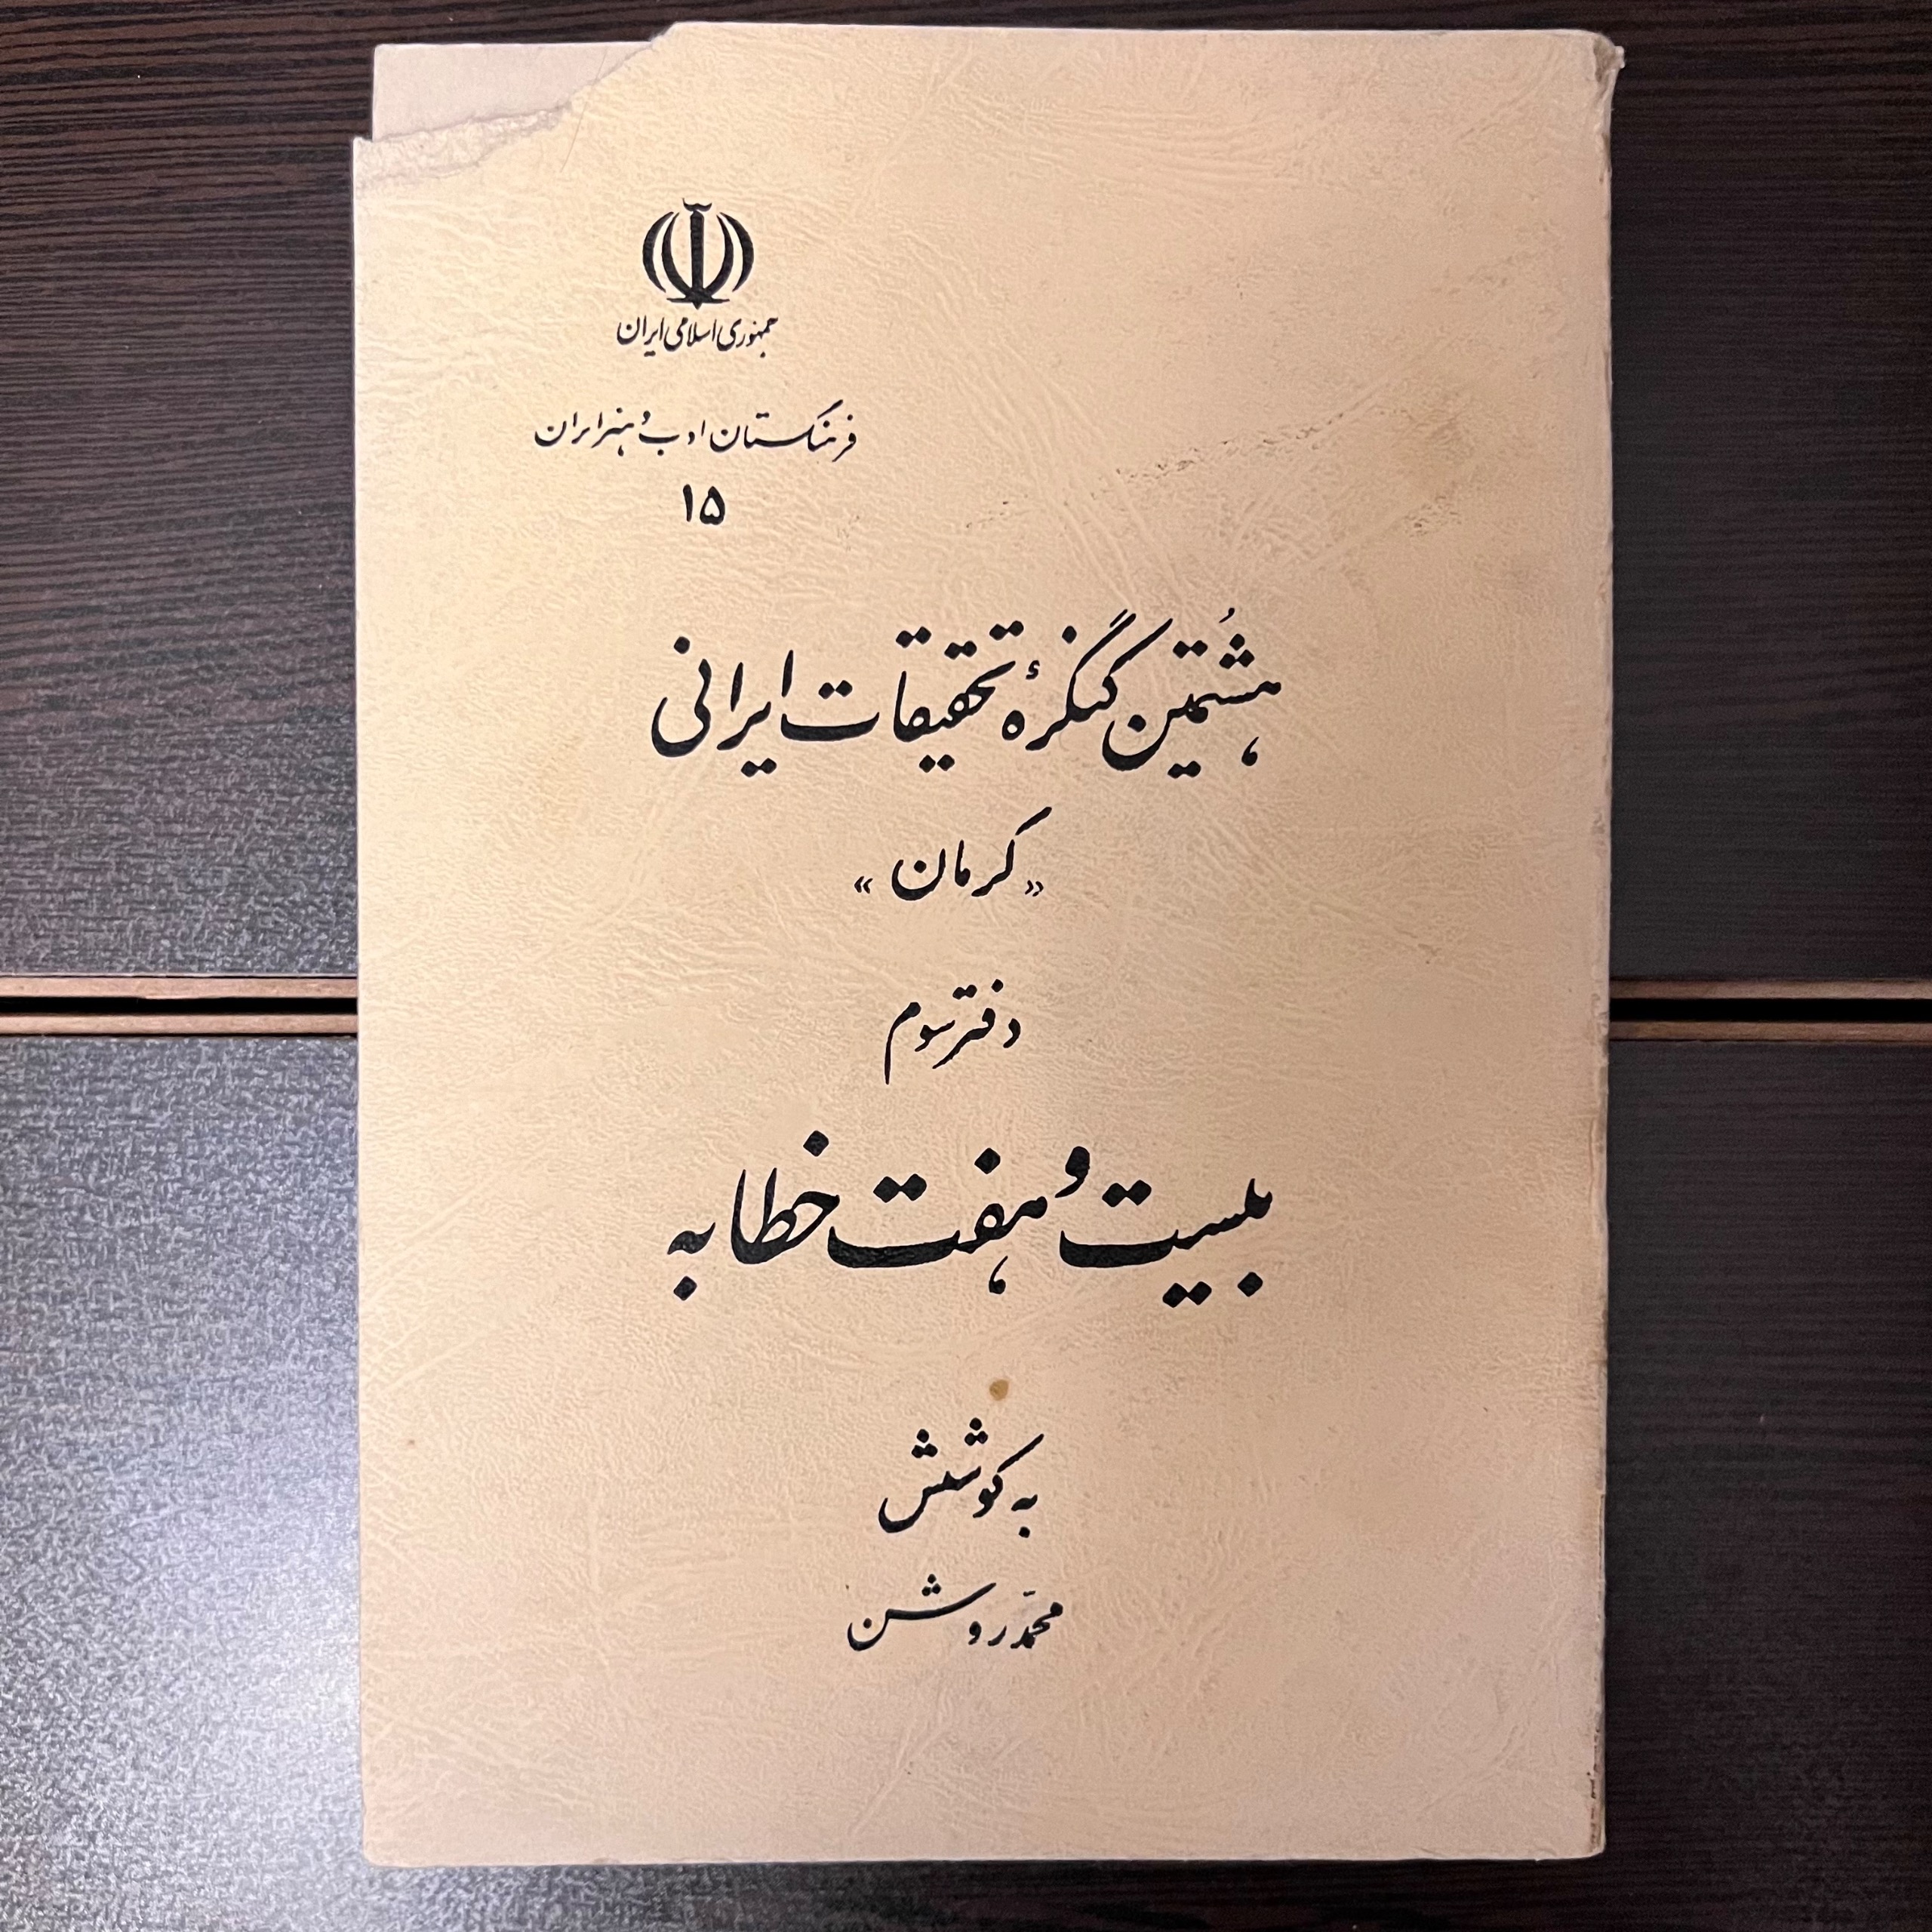 جمهوری اسلامی ایران
فرهنگستان ادب و هنر ایران
۱۵
هشتمین کنگرهٔ تحقیقات ایرانی
«کرمان»
دفتر سوم
بیست و هفت خطابه
به کوشش
محمّد روشن